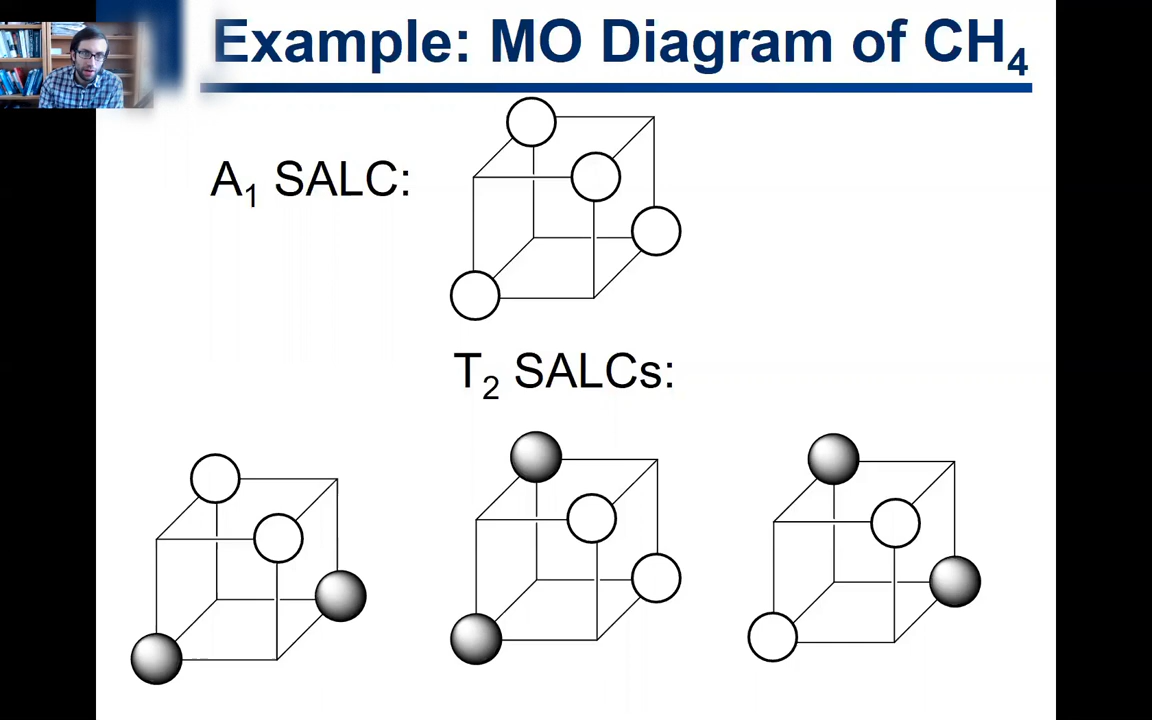 Example: MO Diagram of CH₄
A₁ SALC:
T₂ SALCs: